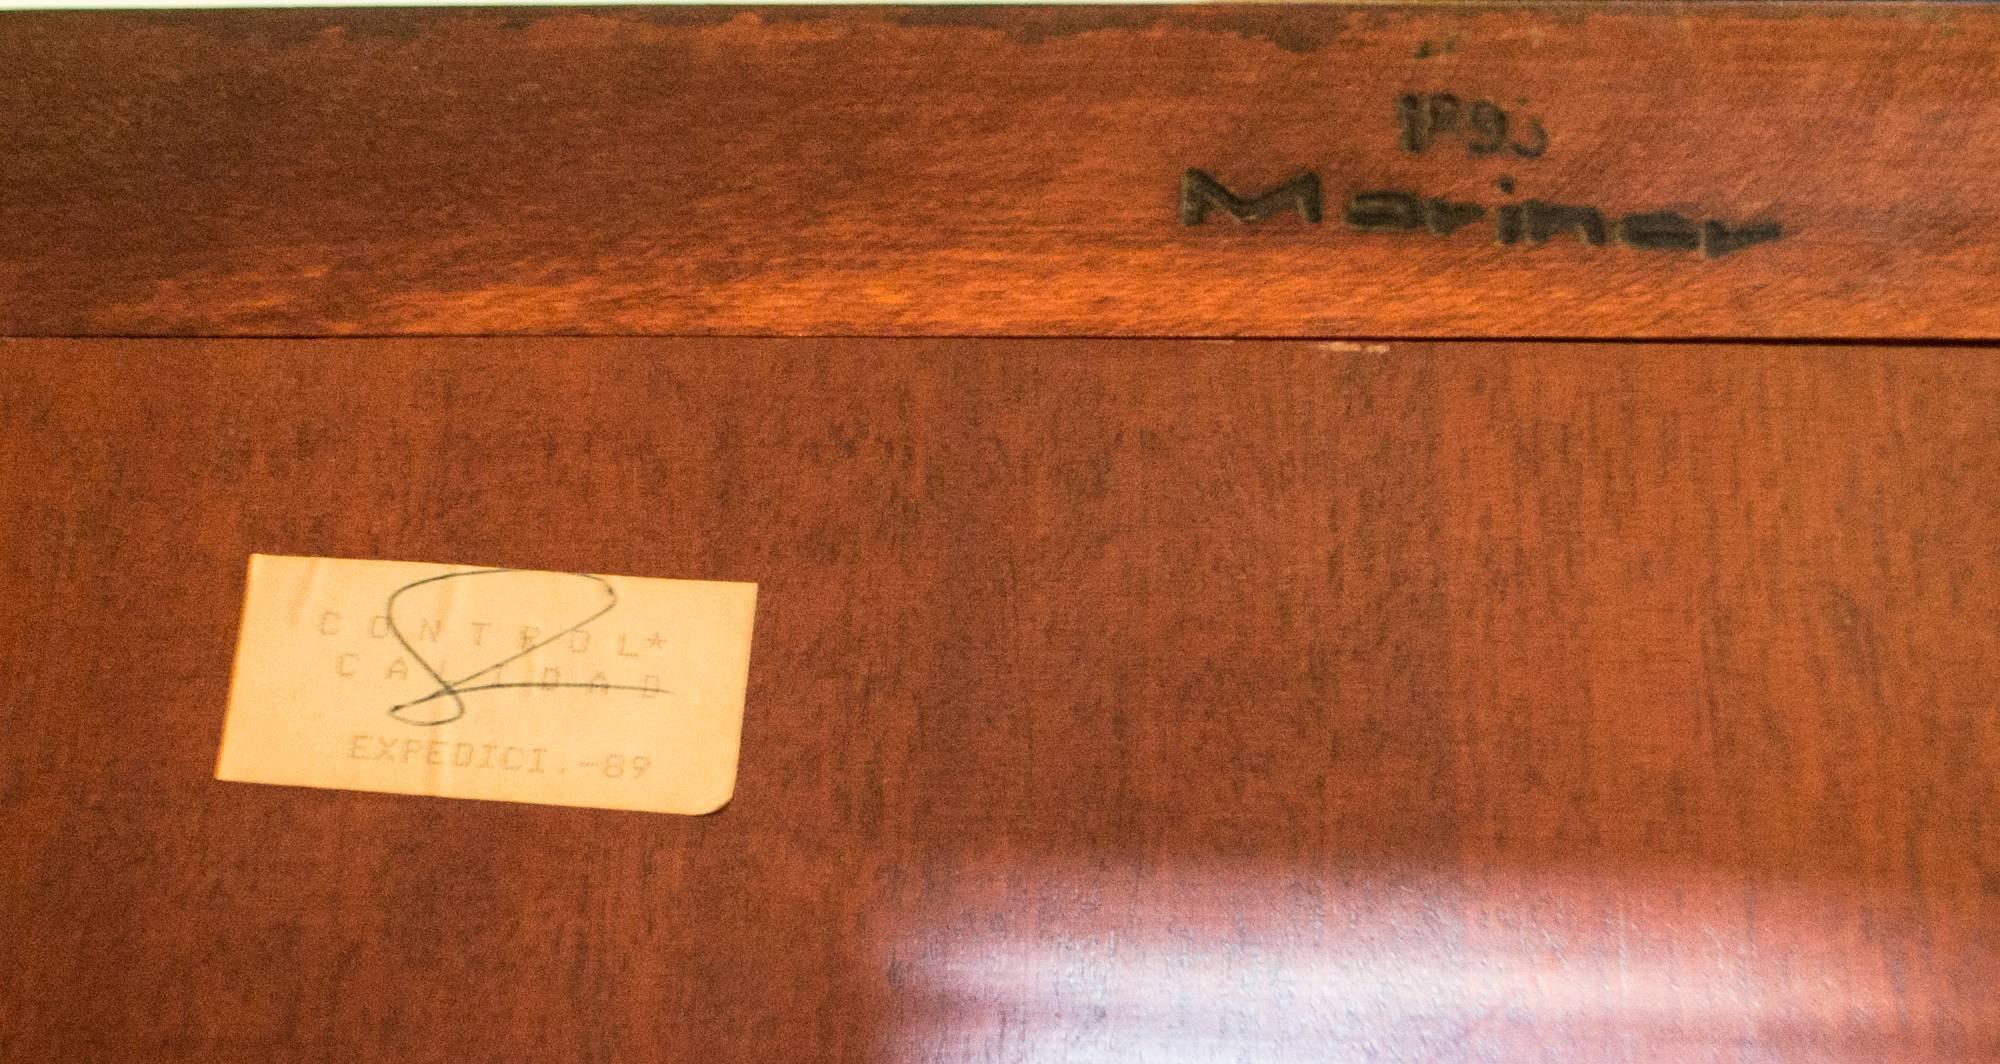 Mariner
CONTROL*
CALIDAD
EXPEDICI.-89